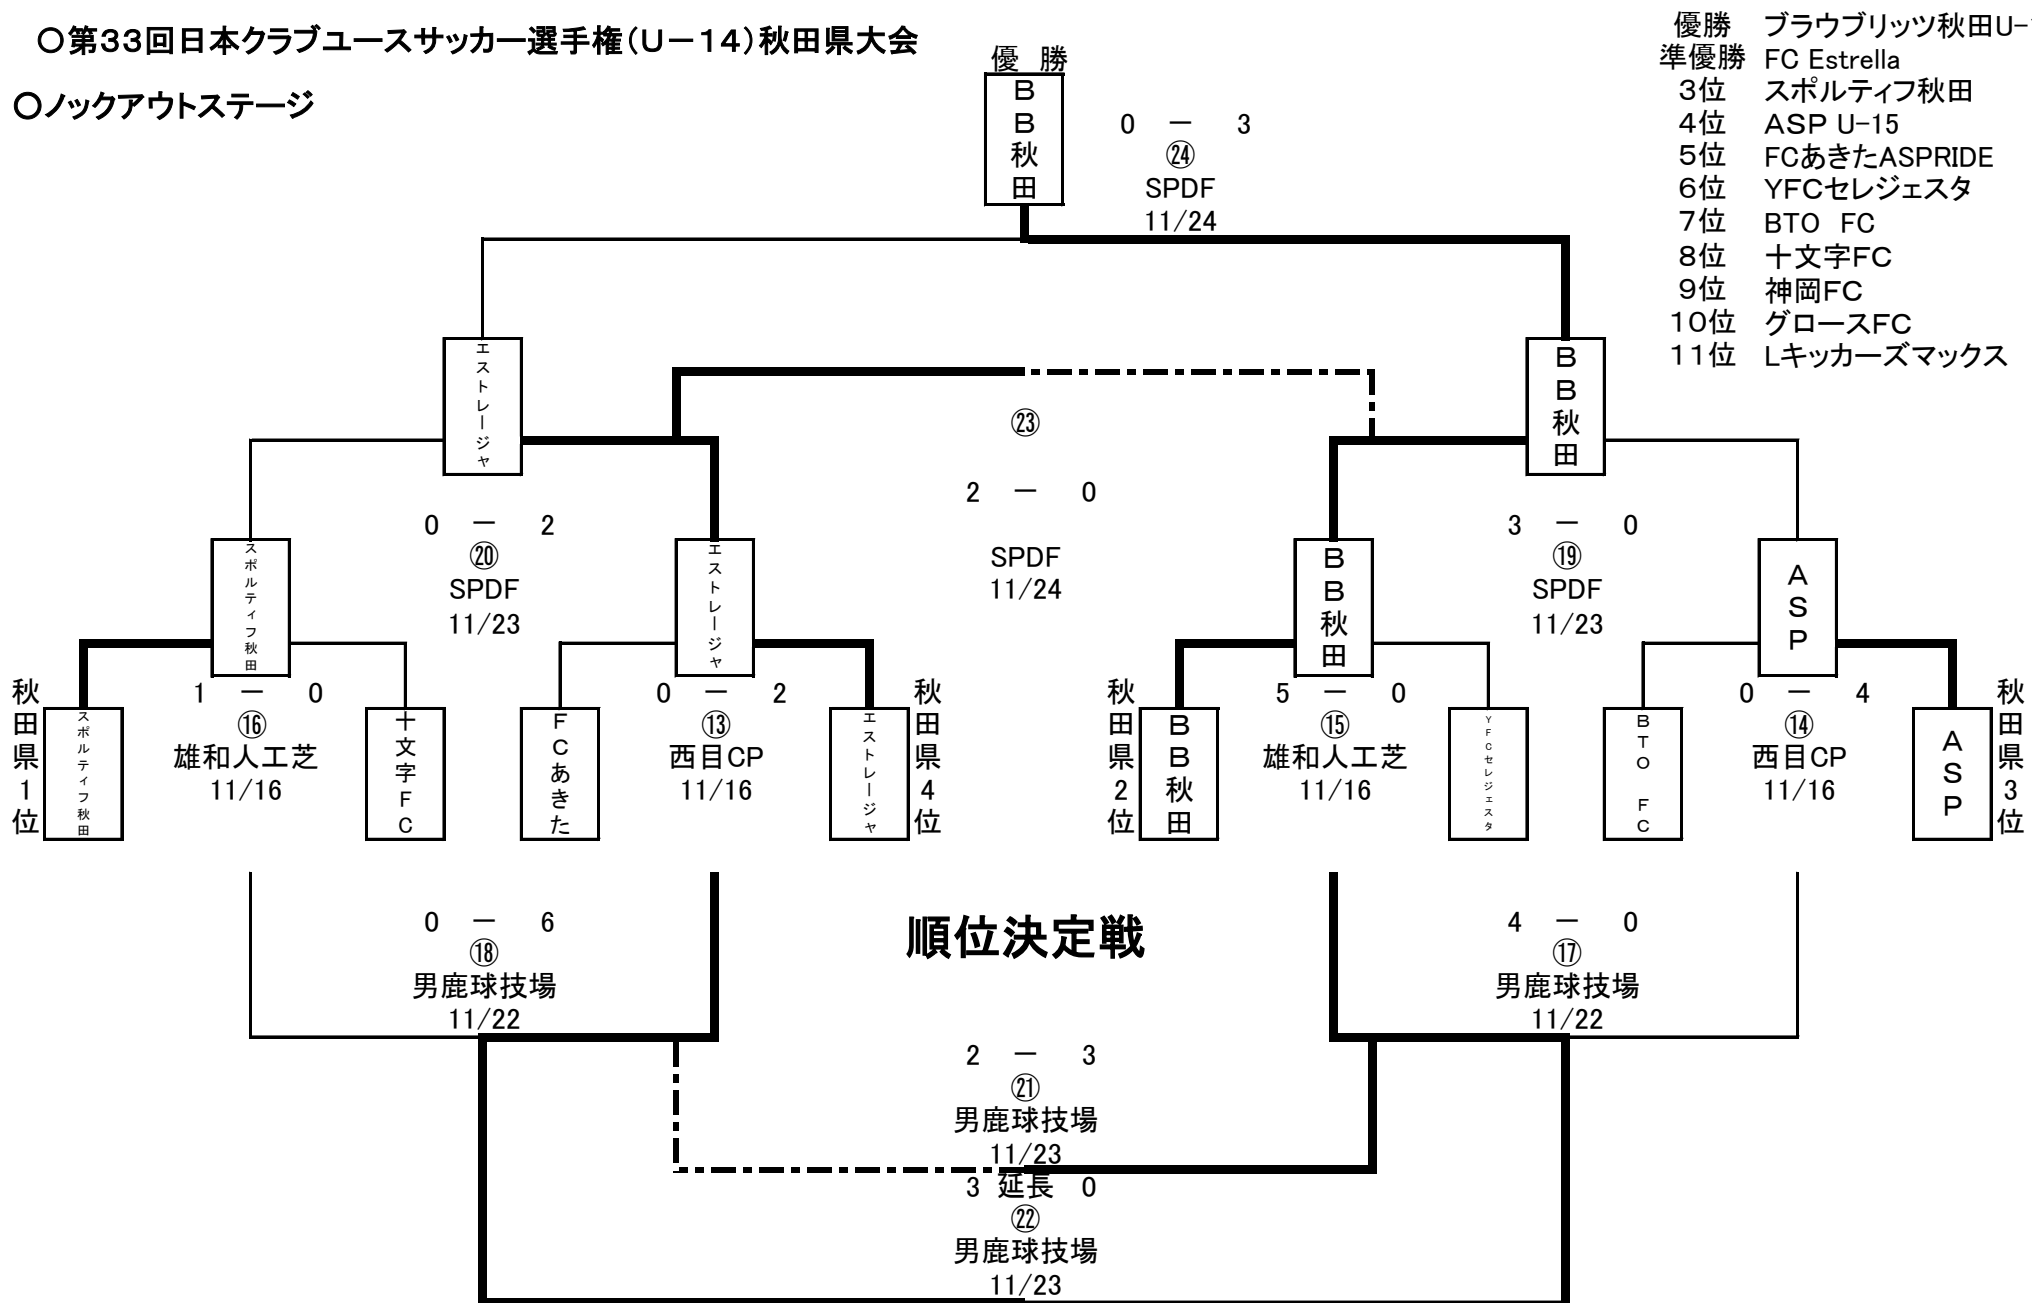 〇第３３回日本クラブユースサッカー選手権（Ｕ－１４）秋田県大会
〇ノックアウトステージ
優勝 ブラウブリッツ秋田U-
準優勝 FC Estrella
３位 スポルティフ秋田
４位 ＡＳＰ U-15
５位 FCあきたASPRIDE
６位 YFCセレジェスタ
７位 BTO FC
８位 十文字FC
９位 神岡FC
１０位 グロースFC
１１位 Lキッカーズマックス
優 勝
ＢＢ秋田
0 － 3
㉔
SPDF
11/24
エストレージャ
ＢＢ秋田
㉓
2 － 0
SPDF
11/24
0 － 2
⑳
SPDF
11/23
3 － 0
⑲
SPDF
11/23
スポルティフ秋田
エストレージャ
ＢＢ秋田
ＡＳＰ
1 － 0
⑯
雄和人工芝
11/16
0 － 2
⑬
西目CP
11/16
5 － 0
⑮
雄和人工芝
11/16
0 － 4
⑭
西目CP
11/16
秋田県1位
スポルティフ秋田
十文字ＦＣ
ＦＣあきた
エストレージャ
秋田県4位
秋田県2位
ＢＢ秋田
ＹＦＣセレジェスタ
ＢＴＯ ＦＣ
ＡＳＰ
秋田県3位
順位決定戦
0 － 6
⑱
男鹿球技場
11/22
4 － 0
⑰
男鹿球技場
11/22
2 － 3
㉑
男鹿球技場
11/23
3 延長 0
㉒
男鹿球技場
11/23